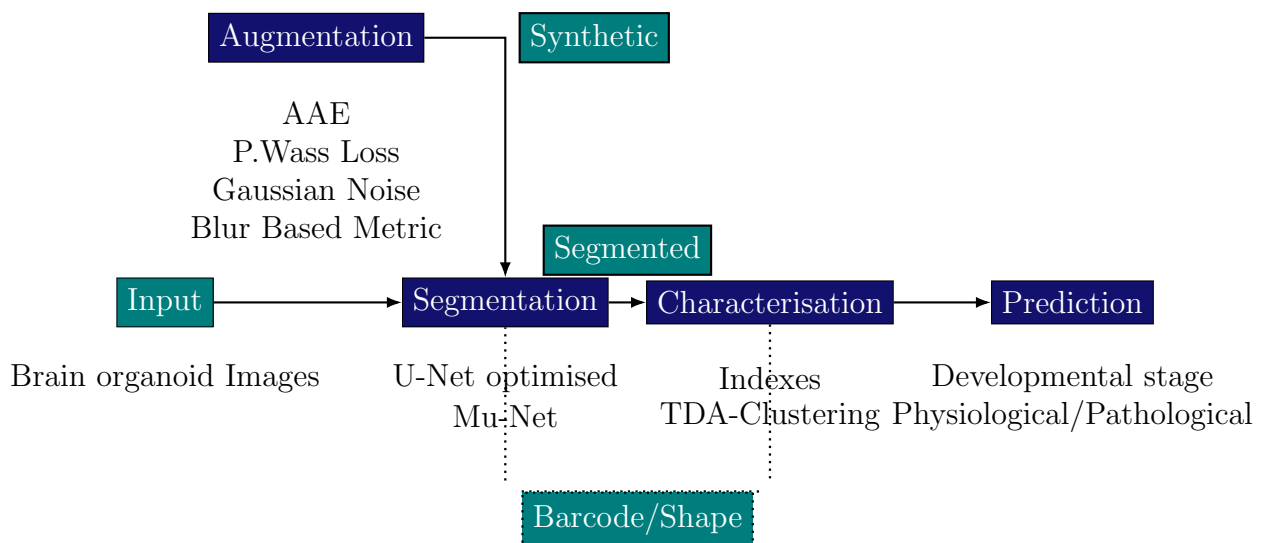 Augmentation
Synthetic
AAE
P.Wass Loss
Gaussian Noise
Blur Based Metric
Segmented
Input
Segmentation
Characterisation
Prediction
Brain organoid Images
U-Net optimised
Mu-Net
Indexes
TDA-Clustering
Developmental stage
Physiological/Pathological
Barcode/Shape